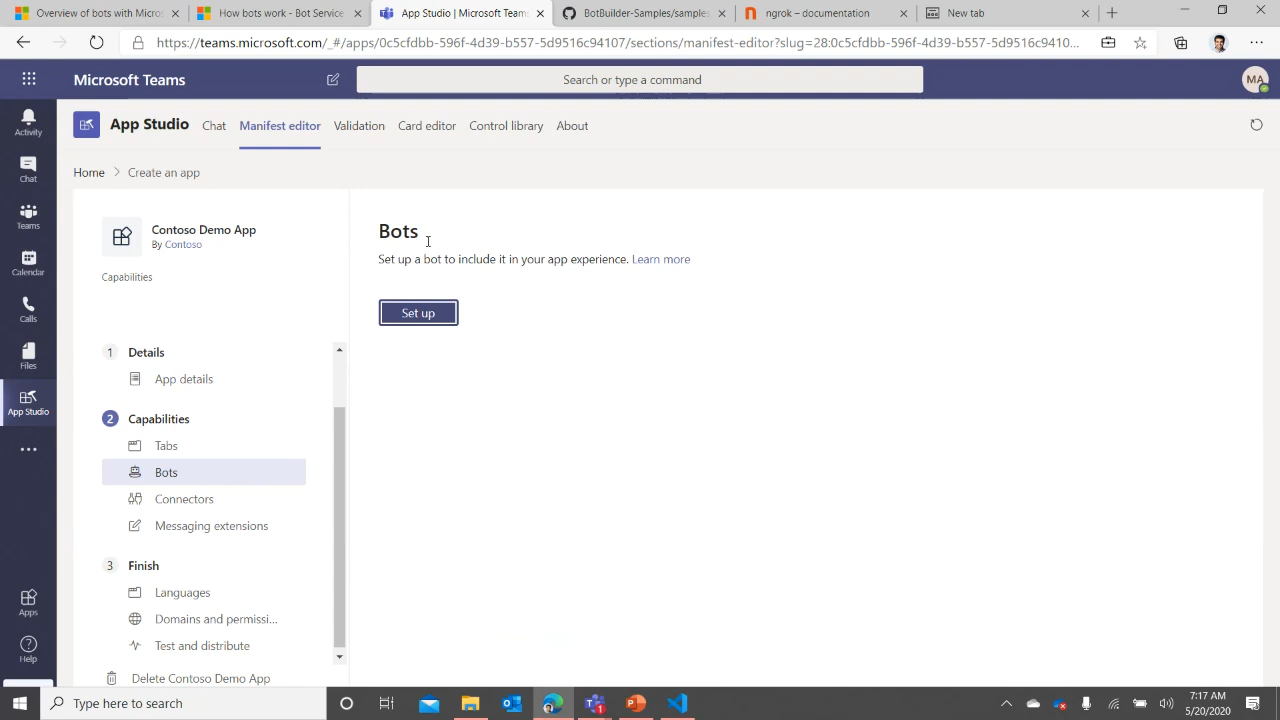 Overview of bots with Micros
How bots work - Bot Service
App Studio | Microsoft Teams
BotBuilder-Samples/samples
ngrok – documentation
New tab
https://teams.microsoft.com/_#/apps/0c5cfdbb-596f-4d39-b557-5d9516c94107/sections/manifest-editor?slug=28:0c5cfdbb-596f-4d39-b557-5d9516c9410...
Microsoft Teams
Search or type a command
MA
Activity
Chat
Teams
Calendar
Calls
Files
App Studio
Apps
Help
App Studio
Chat
Manifest editor
Validation
Card editor
Control library
About
Home
Create an app
Contoso Demo App
By Contoso
Capabilities
1 Details
App details
2 Capabilities
Tabs
Bots
Connectors
Messaging extensions
3 Finish
Languages
Domains and permissi...
Test and distribute
Delete Contoso Demo App
Bots
Set up a bot to include it in your app experience. Learn more
Set up
Type here to search
1
7:17 AM
5/20/2020